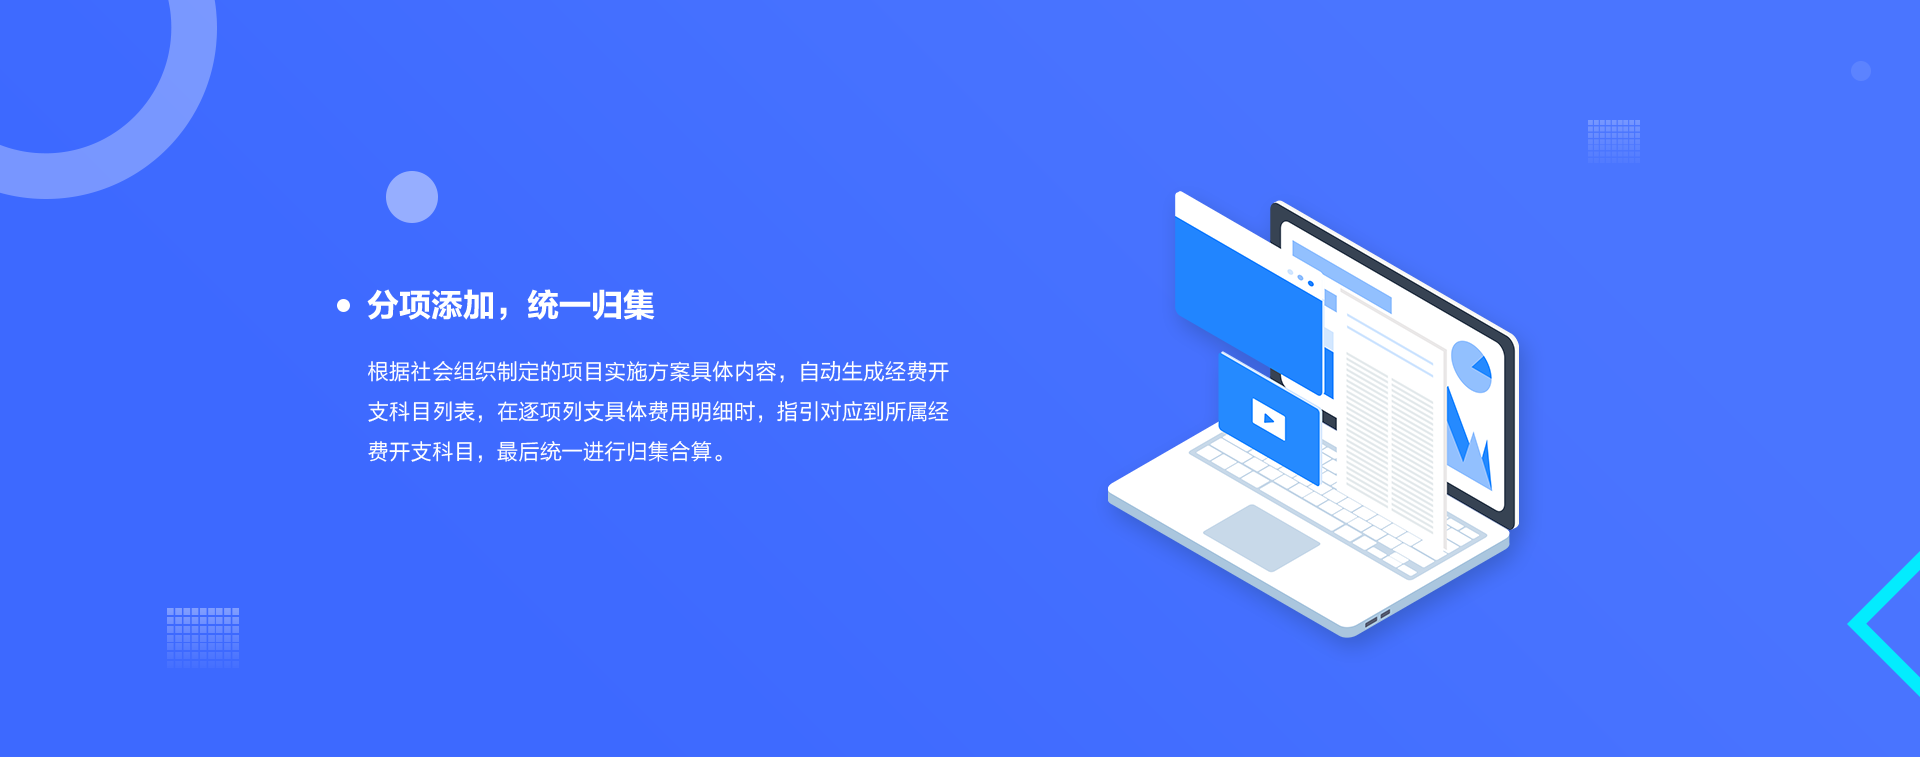 分项添加，统一归集
根据社会组织制定的项目实施方案具体内容，自动生成经费开
支科目列表，在逐项列支具体费用明细时，指引对应到所属经
费开支科目，最后统一进行归集合算。